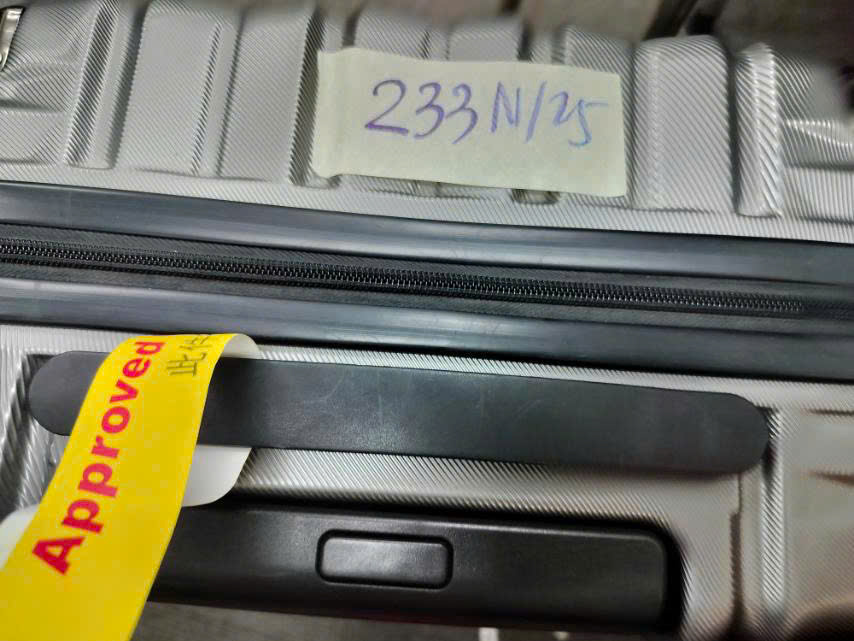 233N/25
Approved
此件